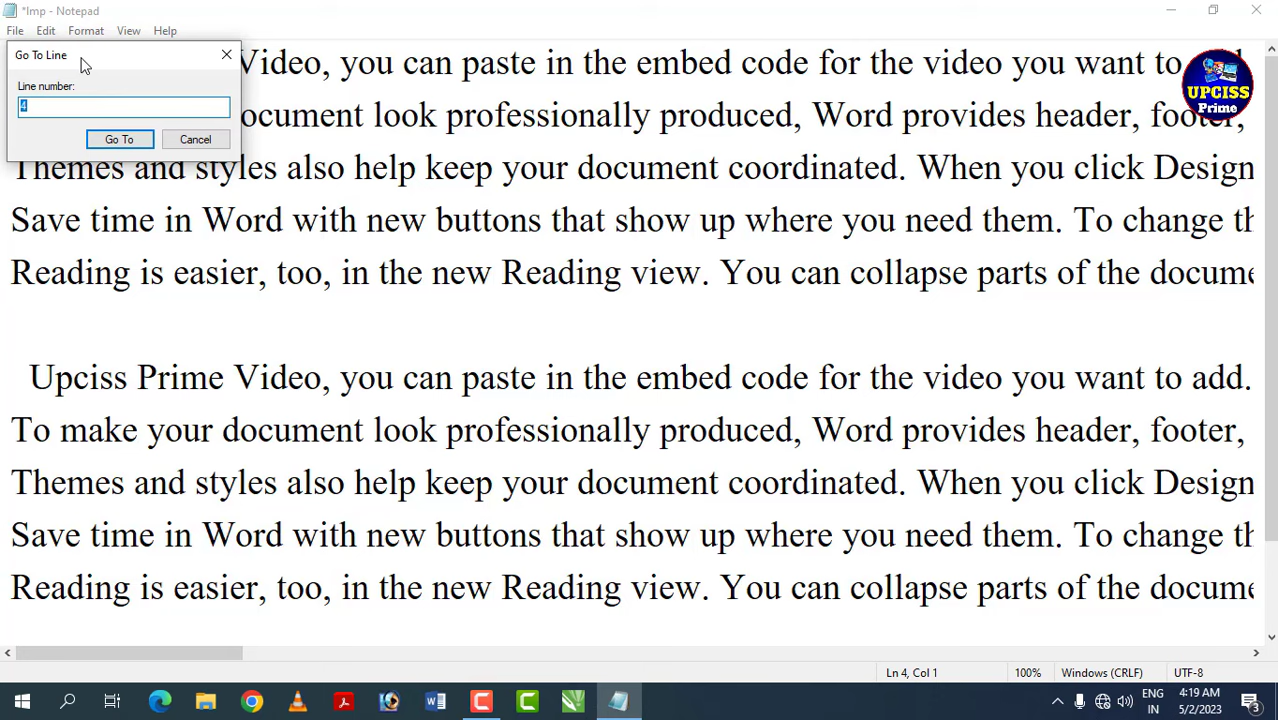 *Imp - Notepad
File Edit Format View Help
Go To Line
Line number:
4
Go To Cancel
Video, you can paste in the embed code for the video you want to add.
ocument look professionally produced, Word provides header, footer,
Themes and styles also help keep your document coordinated. When you click Design
Save time in Word with new buttons that show up where you need them. To change th
Reading is easier, too, in the new Reading view. You can collapse parts of the docume
UPCISS
Prime
Upciss Prime Video, you can paste in the embed code for the video you want to add.
To make your document look professionally produced, Word provides header, footer,
Themes and styles also help keep your document coordinated. When you click Design
Save time in Word with new buttons that show up where you need them. To change th
Reading is easier, too, in the new Reading view. You can collapse parts of the docume
Ln 4, Col 1 100% Windows (CRLF) UTF-8
ENG 4:19 AM
IN 5/2/2023
3